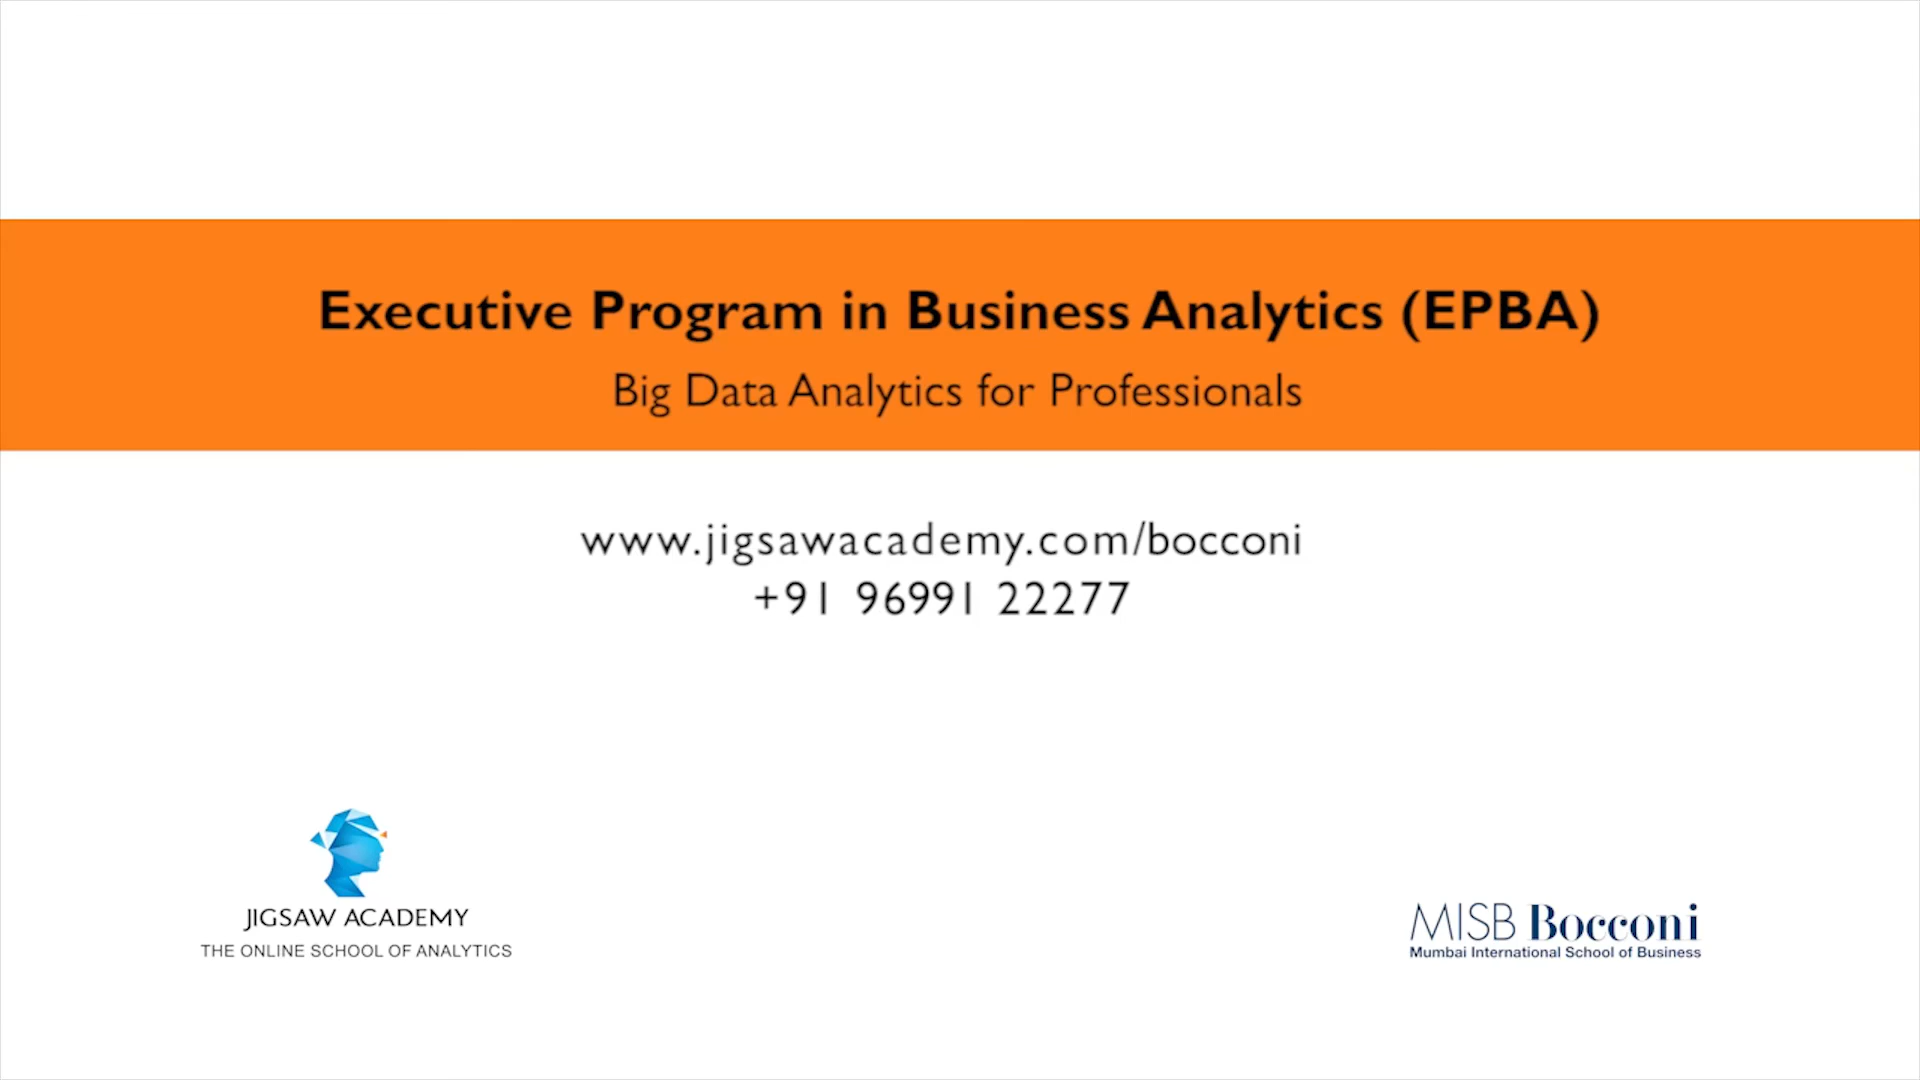 Executive Program in Business Analytics (EPBA)
Big Data Analytics for Professionals
www.jigsawacademy.com/bocconi
+91 96991 22277
JIGSAW ACADEMY
THE ONLINE SCHOOL OF ANALYTICS
MISB Bocconi
Mumbai International School of Business